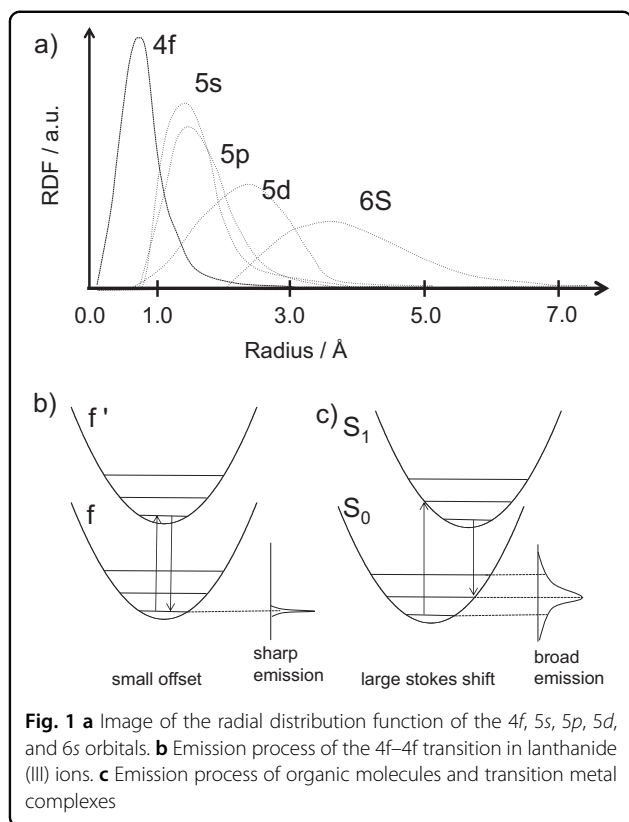 a)
4f
5s
5p
5d
6S
RDF / a.u.
0.0 1.0 3.0 5.0 7.0
Radius / Å
b)
f '
f
small offset
sharp
emission
c)
S₁
S₀
large stokes shift
broad
emission
Fig. 1 a Image of the radial distribution function of the 4f, 5s, 5p, 5d,
and 6s orbitals. b Emission process of the 4f–4f transition in lanthanide
(III) ions. c Emission process of organic molecules and transition metal
complexes